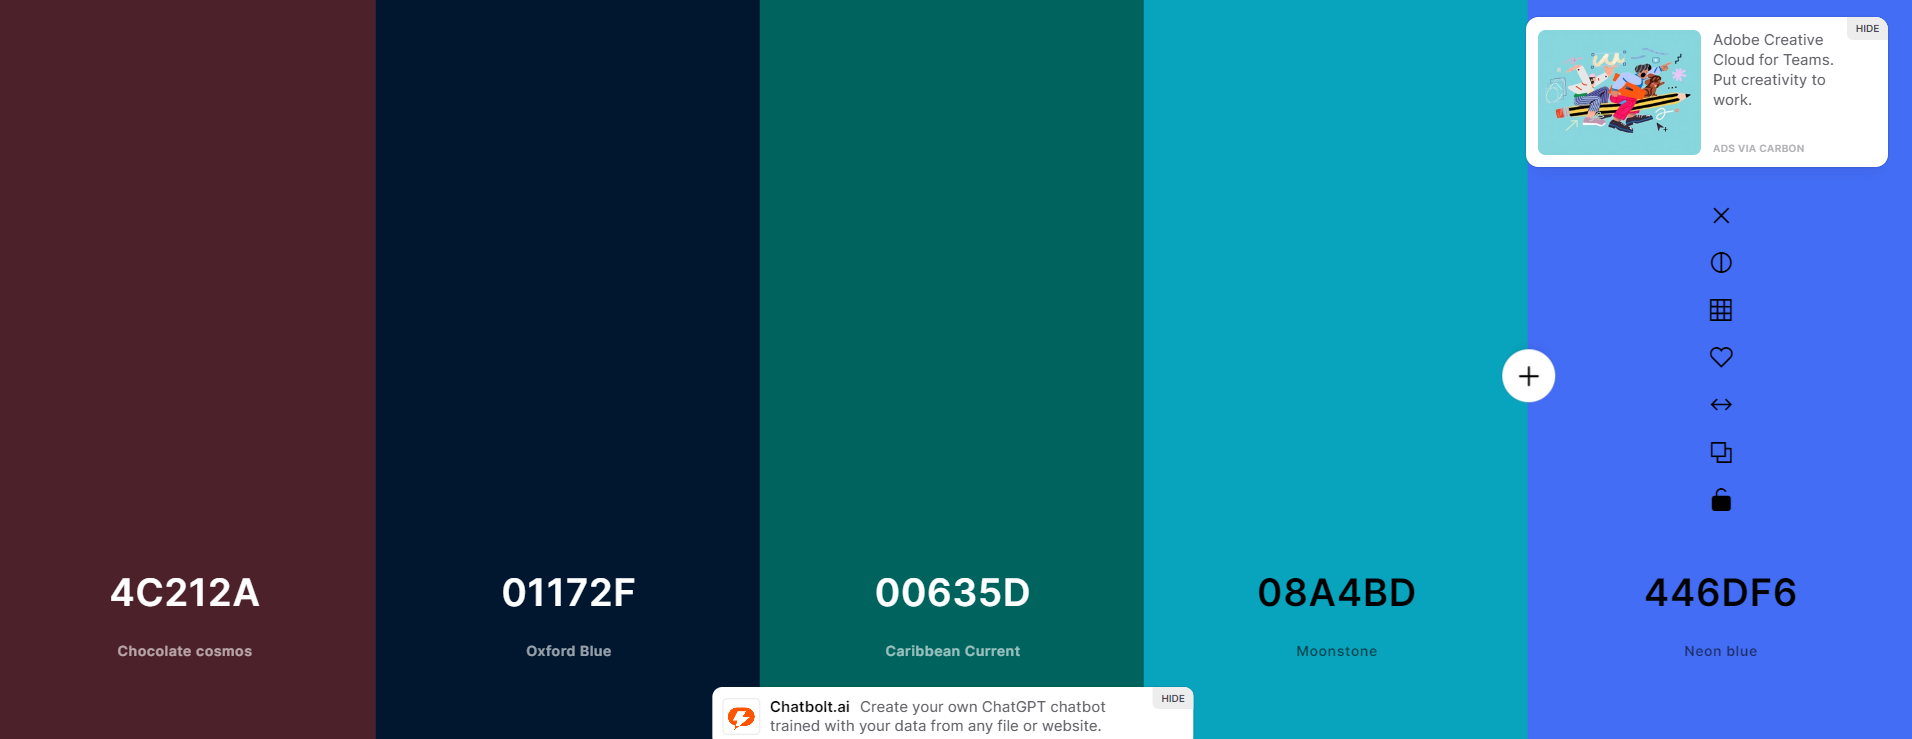 HIDE
Adobe Creative
Cloud for Teams.
Put creativity to
work.
ADS VIA CARBON
4C212A
01172F
00635D
08A4BD
446DF6
Chocolate cosmos
Oxford Blue
Caribbean Current
Moonstone
Neon blue
HIDE
Chatbolt.ai Create your own ChatGPT chatbot
trained with your data from any file or website.